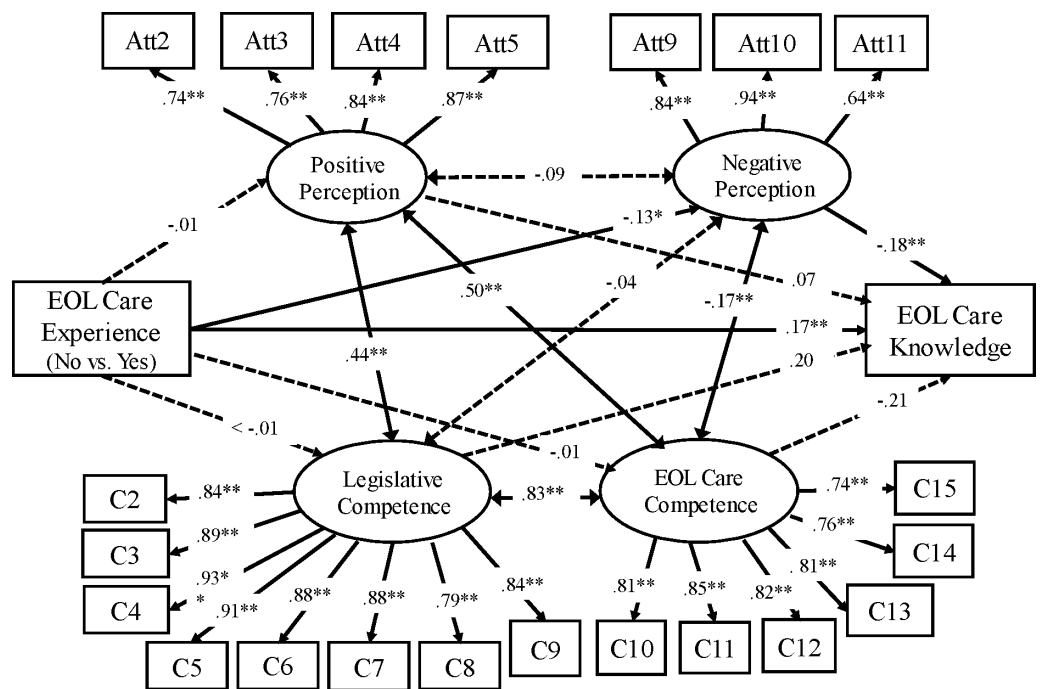 Att2
Att3
Att4
Att5
Att9
Att10
Att11
.74**
.76**
.84**
.87**
.84**
.94**
.64**
Positive
Perception
Negative
Perception
-.09
-.01
-.13*
-.18**
.50**
-.04
-.17**
.07
EOL Care
Experience
(No vs. Yes)
EOL Care
Knowledge
.17**
.44**
.20
-.21
< -.01
-.01
Legislative
Competence
EOL Care
Competence
.83**
C2
.84**
C3
.89**
C4
.93*
*
.91**
.88**
.88**
.79**
.84**
.81**
.85**
.82**
.81**
.76**
.74**
C15
C14
C13
C5
C6
C7
C8
C9
C10
C11
C12